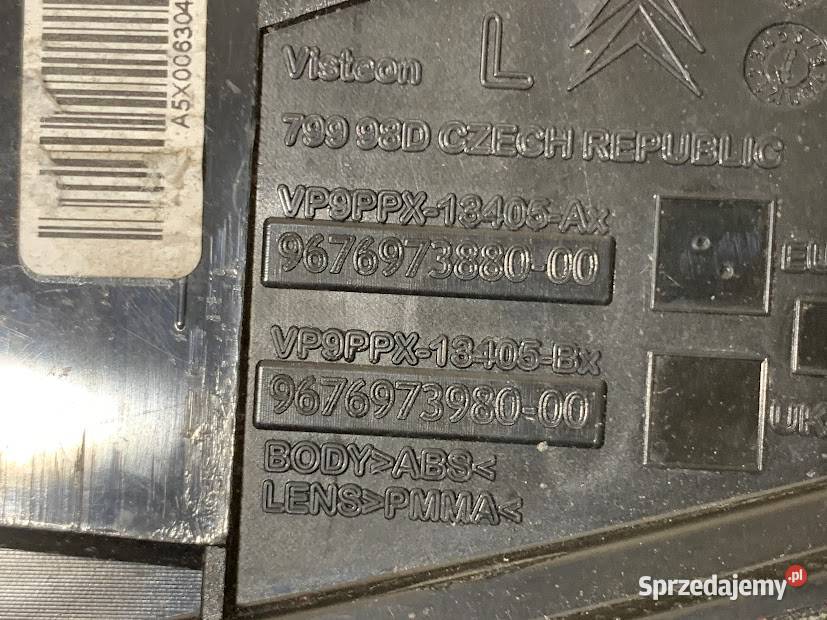 A5X006304
Visteon L
799 98D CZECH REPUBLIC
VP9PPX-13405-Ax
9676973880-00
EU
VP9PPX-13405-Bx
9676973980-00
UK
BODY>ABS<
LENS>PMMA<
Sprzedajemy.pl